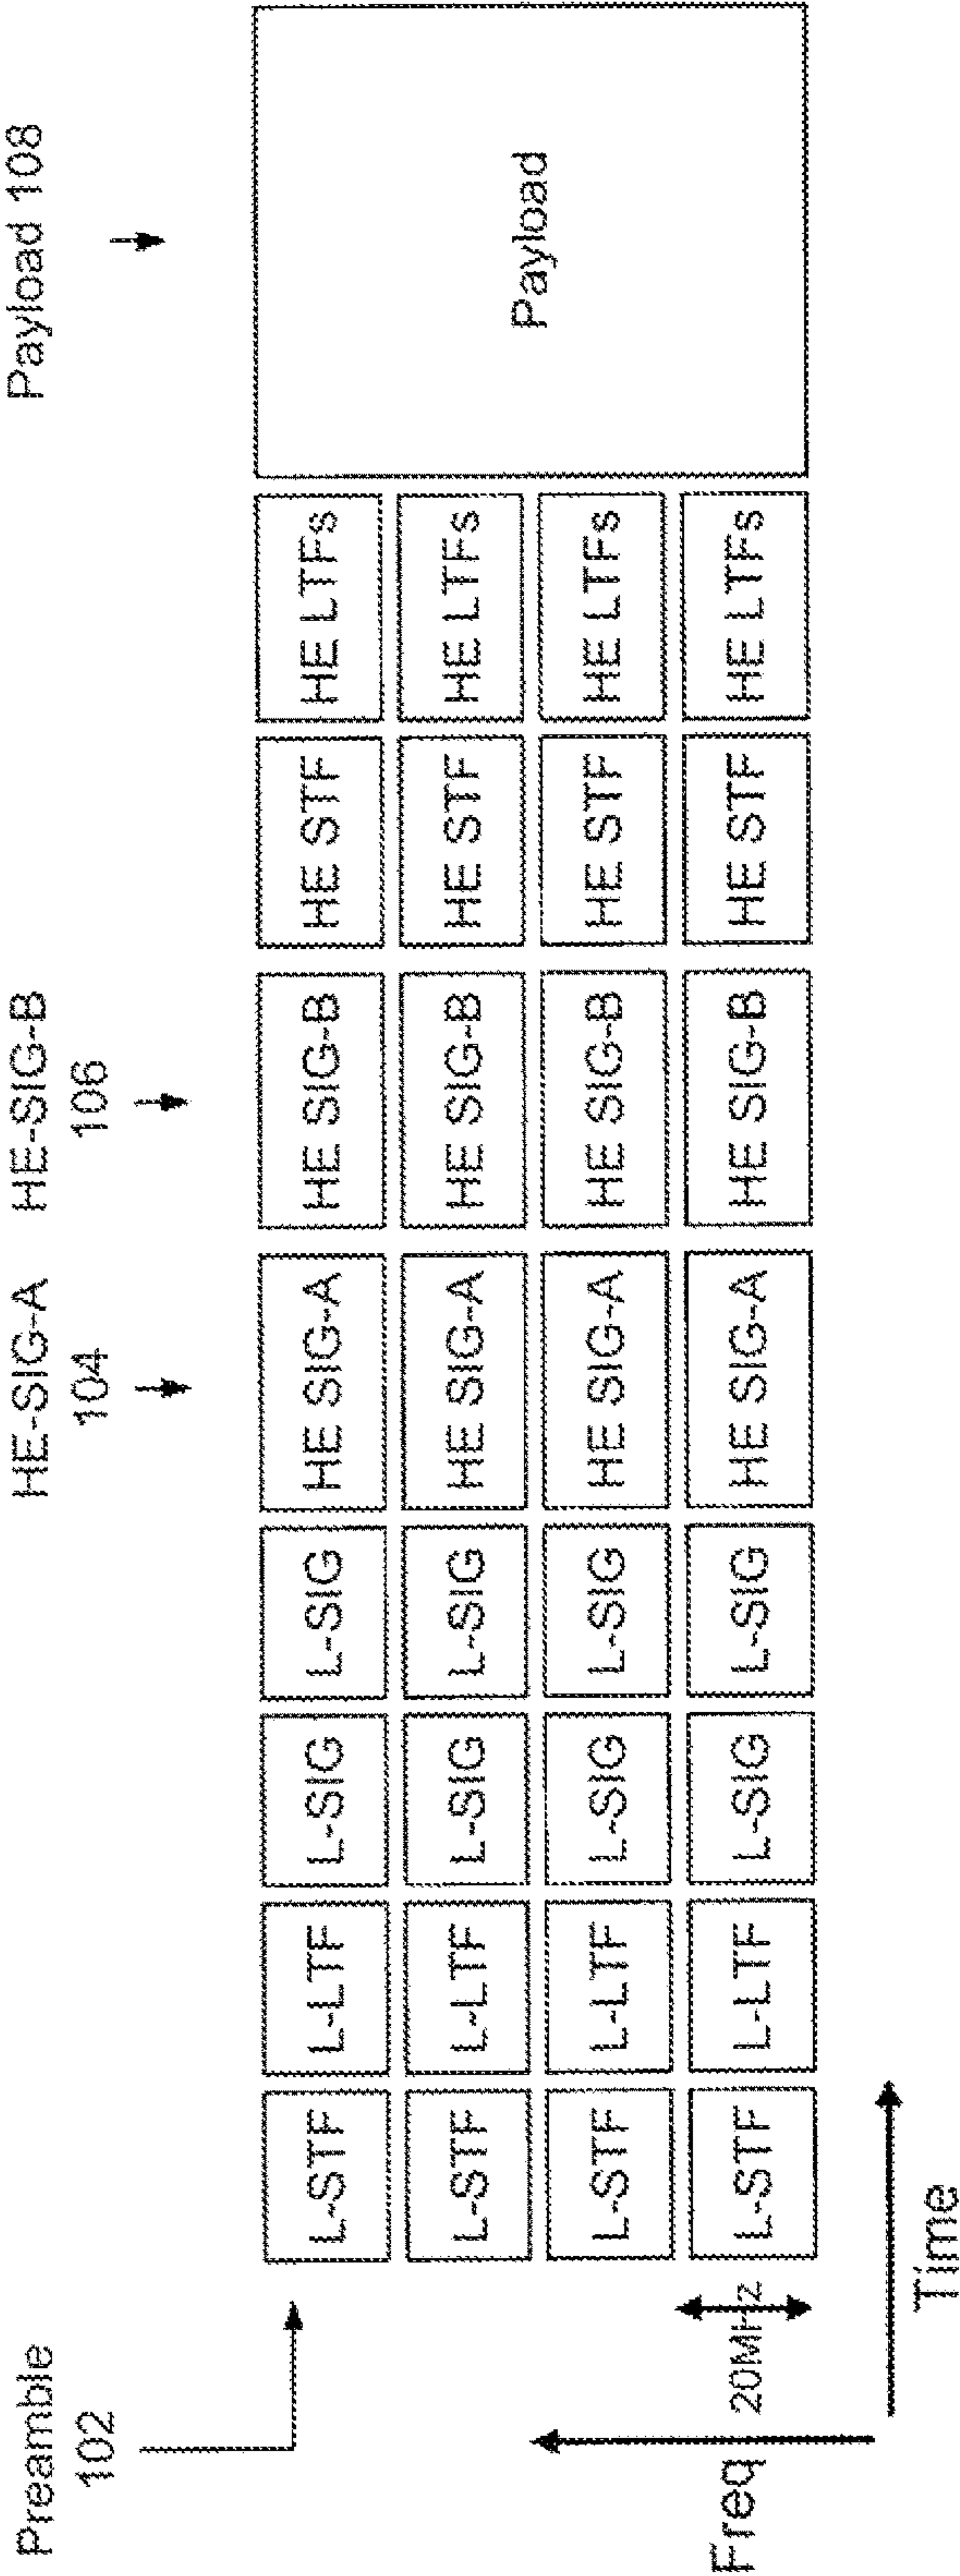 Preamble
102
HE-SIG-A
104
HE-SIG-B
106
Payload 108
L-STF L-LTF L-SIG L-SIG HE SIG-A HE SIG-B HE STF HE LTFs
L-STF L-LTF L-SIG L-SIG HE SIG-A HE SIG-B HE STF HE LTFs
L-STF L-LTF L-SIG L-SIG HE SIG-A HE SIG-B HE STF HE LTFs
L-STF L-LTF L-SIG L-SIG HE SIG-A HE SIG-B HE STF HE LTFs
Payload
Freq
20MHz
Time